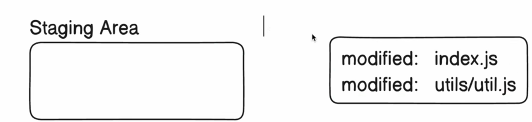 Staging Area
modified: index.js
modified: utils/util.js